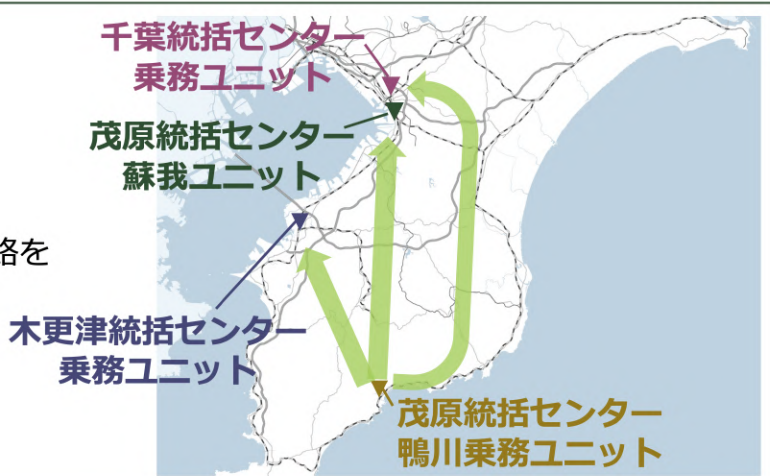 千葉統括センター
乗務ユニット
茂原統括センター
蘇我ユニット
路を
木更津統括センター
乗務ユニット
茂原統括センター
鴨川乗務ユニット